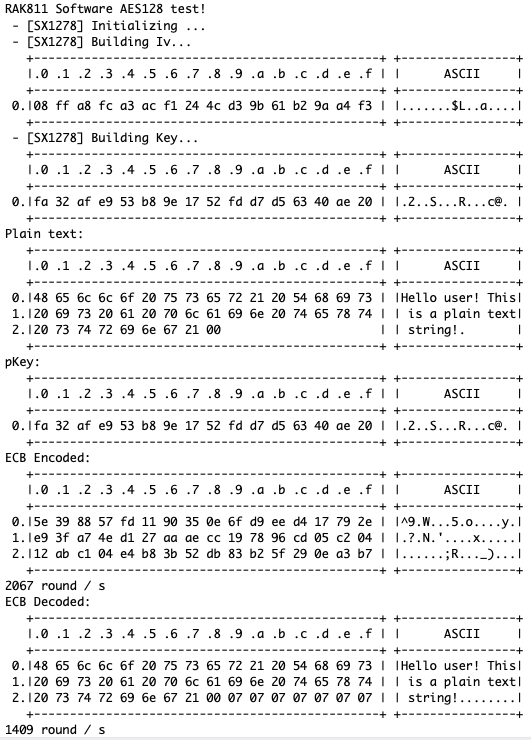 RAK811 Software AES128 test!
 - [SX1278] Initializing ...
 - [SX1278] Building Iv...
   +------------------------------------------------+ +----------------+
   |.0 .1 .2 .3 .4 .5 .6 .7 .8 .9 .a .b .c .d .e .f | |      ASCII     |
   +------------------------------------------------+ +----------------+
 0.|08 ff a8 fc a3 ac f1 24 4c d3 9b 61 b2 9a a4 f3 | |.......$L..a....|
   +------------------------------------------------+ +----------------+
 - [SX1278] Building Key...
   +------------------------------------------------+ +----------------+
   |.0 .1 .2 .3 .4 .5 .6 .7 .8 .9 .a .b .c .d .e .f | |      ASCII     |
   +------------------------------------------------+ +----------------+
 0.|fa 32 af e9 53 b8 9e 17 52 fd d7 d5 63 40 ae 20 | |.2..S...R...c@. |
   +------------------------------------------------+ +----------------+
Plain text:
   +------------------------------------------------+ +----------------+
   |.0 .1 .2 .3 .4 .5 .6 .7 .8 .9 .a .b .c .d .e .f | |      ASCII     |
   +------------------------------------------------+ +----------------+
 0.|48 65 6c 6c 6f 20 75 73 65 72 21 20 54 68 69 73 | |Hello user! This|
 1.|20 69 73 20 61 20 70 6c 61 69 6e 20 74 65 78 74 | | is a plain text|
 2.|20 73 74 72 69 6e 67 21 00                      | | string!.       |
   +------------------------------------------------+ +----------------+
pKey:
   +------------------------------------------------+ +----------------+
   |.0 .1 .2 .3 .4 .5 .6 .7 .8 .9 .a .b .c .d .e .f | |      ASCII     |
   +------------------------------------------------+ +----------------+
 0.|fa 32 af e9 53 b8 9e 17 52 fd d7 d5 63 40 ae 20 | |.2..S...R...c@. |
   +------------------------------------------------+ +----------------+
ECB Encoded:
   +------------------------------------------------+ +----------------+
   |.0 .1 .2 .3 .4 .5 .6 .7 .8 .9 .a .b .c .d .e .f | |      ASCII     |
   +------------------------------------------------+ +----------------+
 0.|5e 39 88 57 fd 11 90 35 0e 6f d9 ee d4 17 79 2e | |^9.W...5.o....y.|
 1.|e9 3f a7 4e d1 27 aa ae cc 19 78 96 cd 05 c2 04 | |.?.N.'....x.....|
 2.|12 ab c1 04 e4 b8 3b 52 db 83 b2 5f 29 0e a3 b7 | |......;R..._)...|
   +------------------------------------------------+ +----------------+
2067 round / s
ECB Decoded:
   +------------------------------------------------+ +----------------+
   |.0 .1 .2 .3 .4 .5 .6 .7 .8 .9 .a .b .c .d .e .f | |      ASCII     |
   +------------------------------------------------+ +----------------+
 0.|48 65 6c 6c 6f 20 75 73 65 72 21 20 54 68 69 73 | |Hello user! This|
 1.|20 69 73 20 61 20 70 6c 61 69 6e 20 74 65 78 74 | | is a plain text|
 2.|20 73 74 72 69 6e 67 21 00 07 07 07 07 07 07 07 | | string!........|
   +------------------------------------------------+ +----------------+
1409 round / s